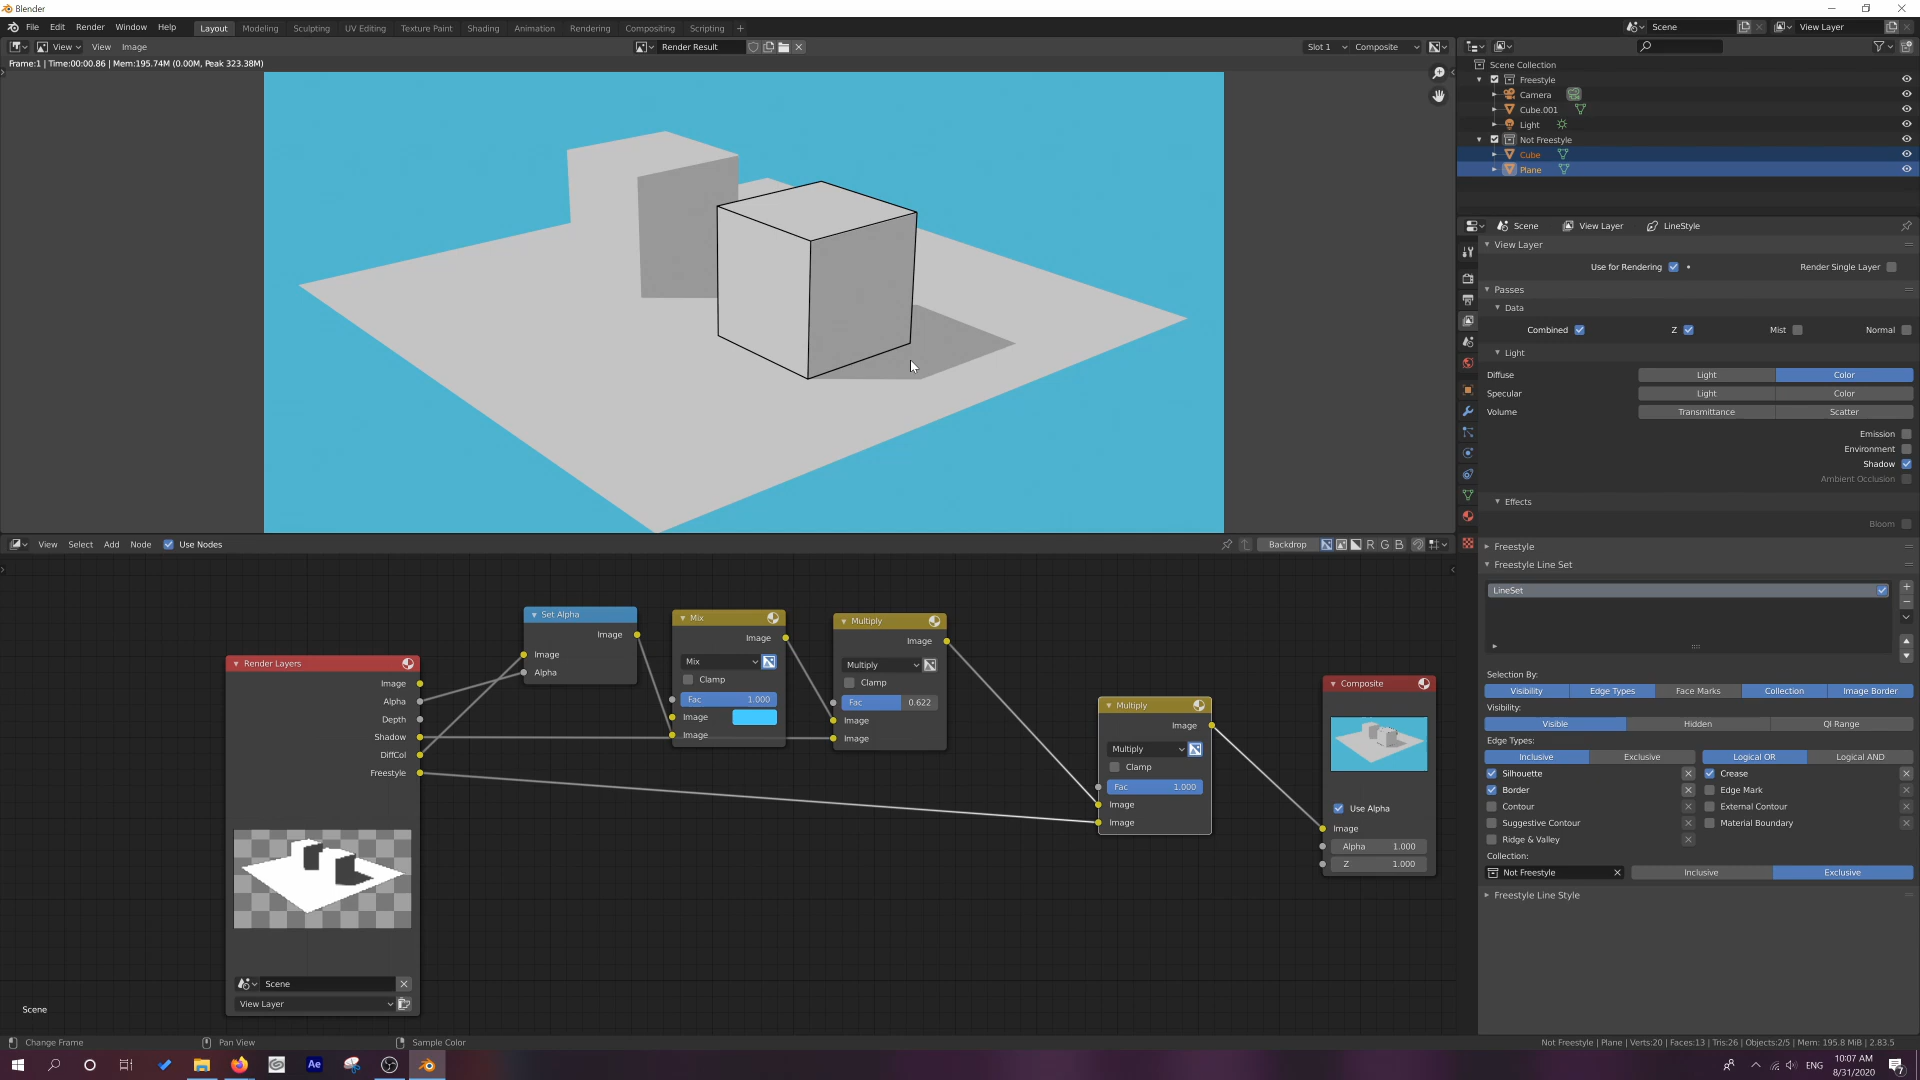 Blender
File Edit Render Window Help
Layout Modeling Sculpting UV Editing Texture Paint Shading Animation Rendering Compositing Scripting +
Scene
View Layer
View View Image
Render Result
Slot 1 Composite
Frame:1 | Time:00:00.86 | Mem:195.74M (0.00M, Peak 323.38M)
Scene Collection
Freestyle
Camera
Cube.001
Light
Not Freestyle
Cube
Plane
Scene View Layer LineStyle
View Layer
Use for Rendering
Render Single Layer
Passes
Data
Combined Z Mist Normal
Light
Diffuse Light Color
Specular Light Color
Volume Transmittance Scatter
Emission
Environment
Shadow
Ambient Occlusion
Effects
Bloom
Freestyle
Freestyle Line Set
LineSet
Selection By:
Visibility Edge Types Face Marks Collection Image Border
Visibility:
Visible Hidden QI Range
Edge Types:
Inclusive Exclusive Logical OR Logical AND
Silhouette Crease
Border Edge Mark
Contour External Contour
Suggestive Contour Material Boundary
Ridge & Valley
Collection:
Not Freestyle Inclusive Exclusive
Freestyle Line Style
View Select Add Node Use Nodes
Backdrop R G B
Render Layers
Image
Alpha
Depth
Shadow
DiffCol
Freestyle
Scene
View Layer
Set Alpha
Image
Image
Alpha
Mix
Image
Mix
Clamp
Fac 1.000
Image
Image
Multiply
Image
Multiply
Clamp
Fac 0.622
Image
Image
Multiply
Image
Multiply
Clamp
Fac 1.000
Image
Image
Composite
Use Alpha
Image
Alpha 1.000
Z 1.000
Scene
Change Frame Pan View Sample Color
Not Freestyle | Plane | Verts:20 | Faces:13 | Tris:26 | Objects:2/5 | Mem: 195.8 MiB | 2.83.5
Ae
ENG
10:07 AM
8/31/2020
7